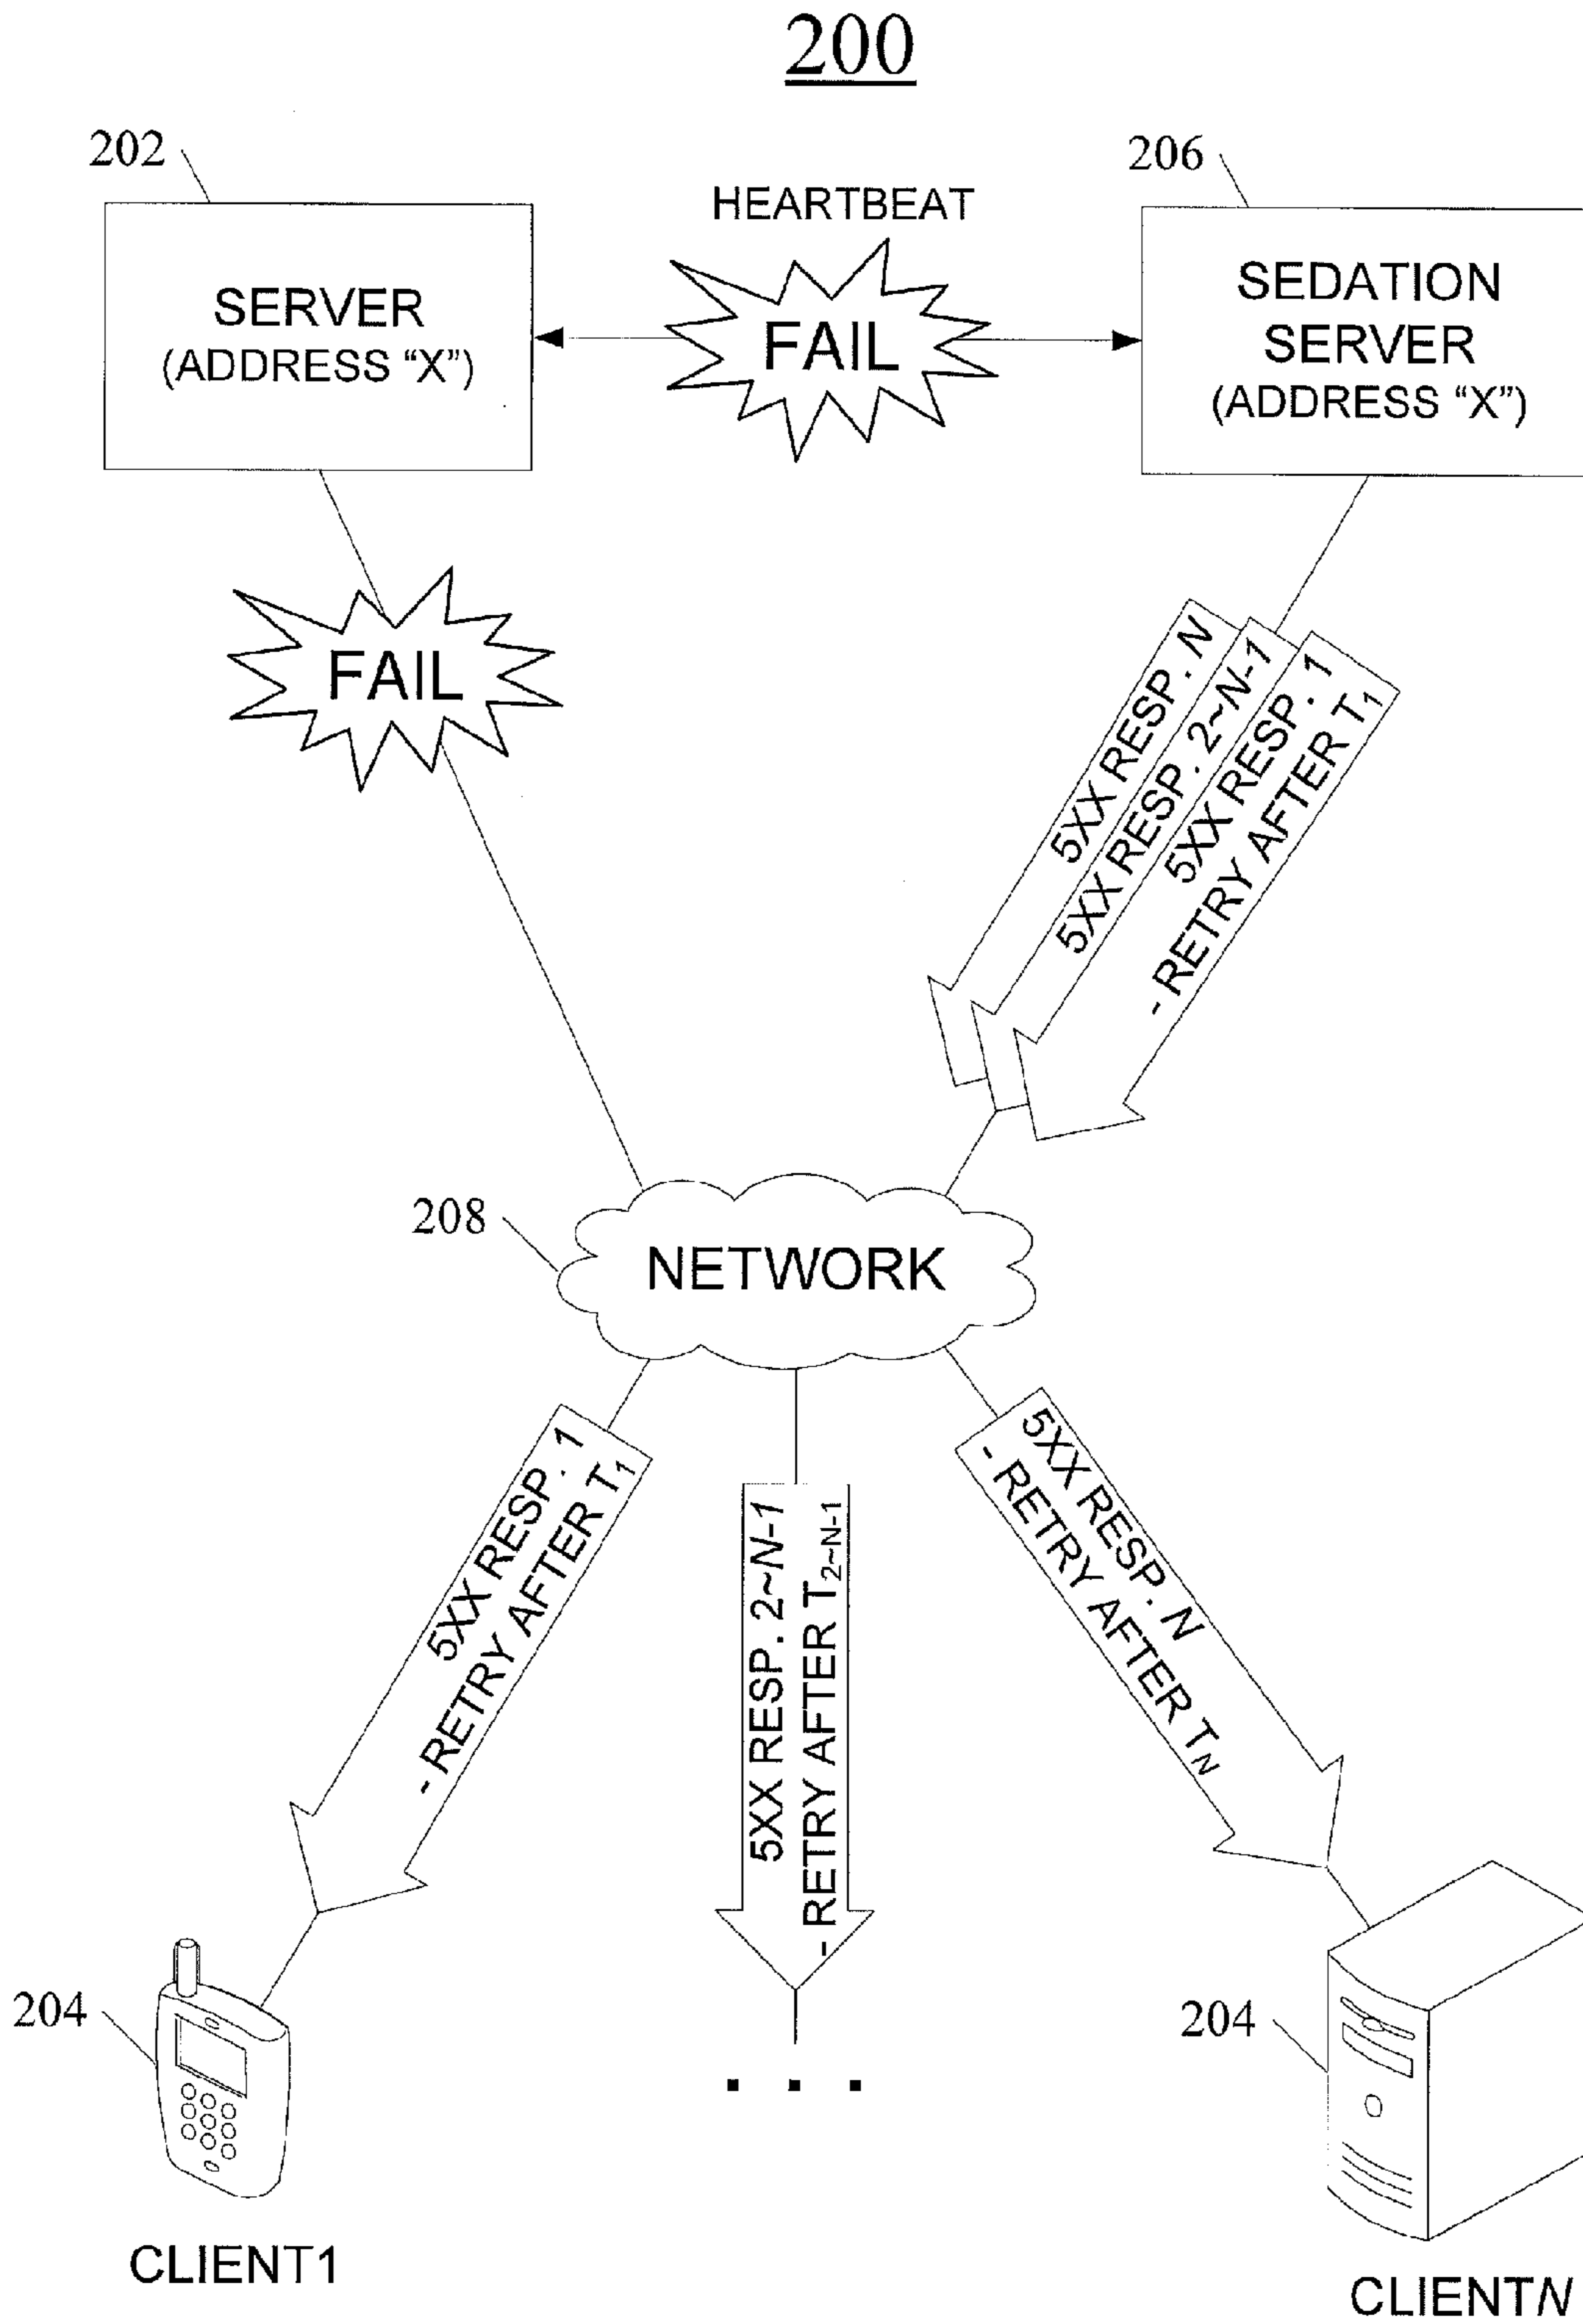 200
202
206
HEARTBEAT
SERVER
(ADDRESS “X”)
FAIL
SEDATION
SERVER
(ADDRESS “X”)
FAIL
5XX RESP. N
5XX RESP. 2~N-1
5XX RESP. 1
- RETRY AFTER T1
208
NETWORK
5XX RESP. 1
- RETRY AFTER T1
5XX RESP. 2~N-1
- RETRY AFTER T2~N-1
5XX RESP. N
- RETRY AFTER TN
204
204
. . .
CLIENT1
CLIENTN